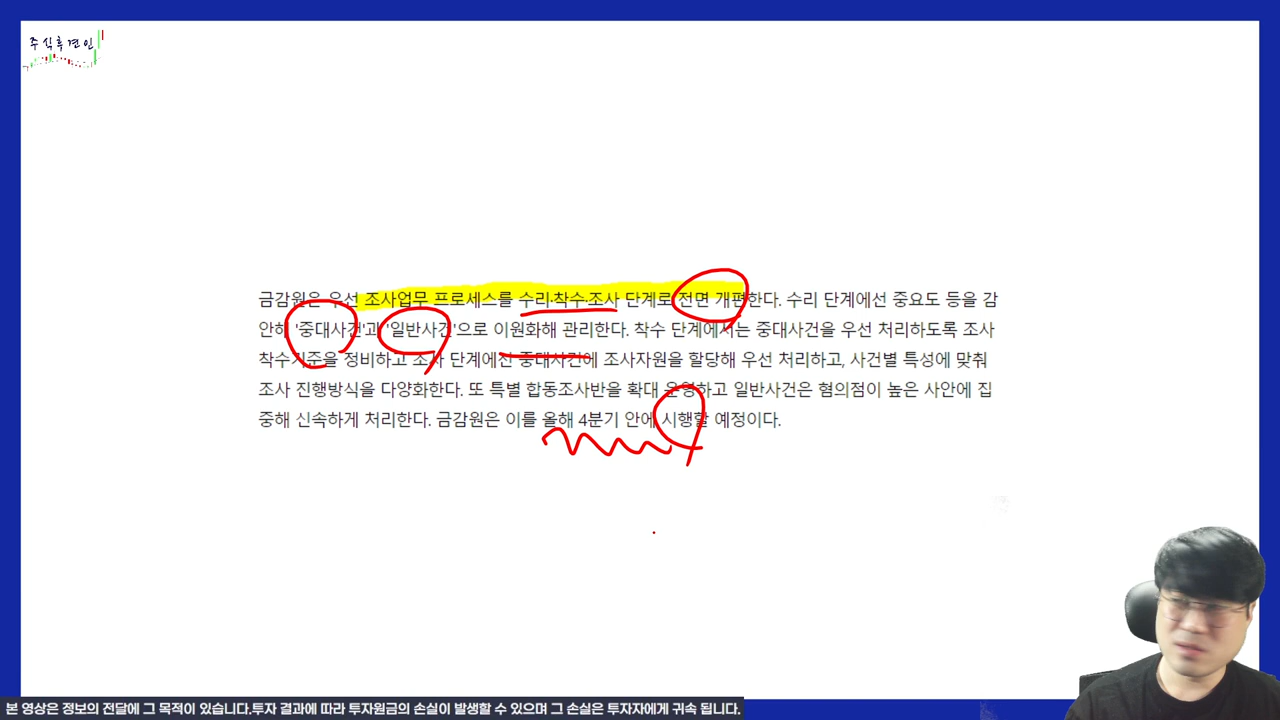 주식후견인
금감원은 우선 조사업무 프로세스를 수리·착수·조사 단계로 전면 개편한다. 수리 단계에선 중요도 등을 감
안해 '중대사건'과 '일반사건'으로 이원화해 관리한다. 착수 단계에서는 중대사건을 우선 처리하도록 조사
착수기준을 정비하고 조사 단계에선 중대사건에 조사자원을 할당해 우선 처리하고, 사건별 특성에 맞춰
조사 진행방식을 다양화한다. 또 특별 합동조사반을 확대 운영하고 일반사건은 혐의점이 높은 사안에 집
중해 신속하게 처리한다. 금감원은 이를 올해 4분기 안에 시행할 예정이다.
본 영상은 정보의 전달에 그 목적이 있습니다.투자 결과에 따라 투자원금의 손실이 발생할 수 있으며 그 손실은 투자자에게 귀속 됩니다.